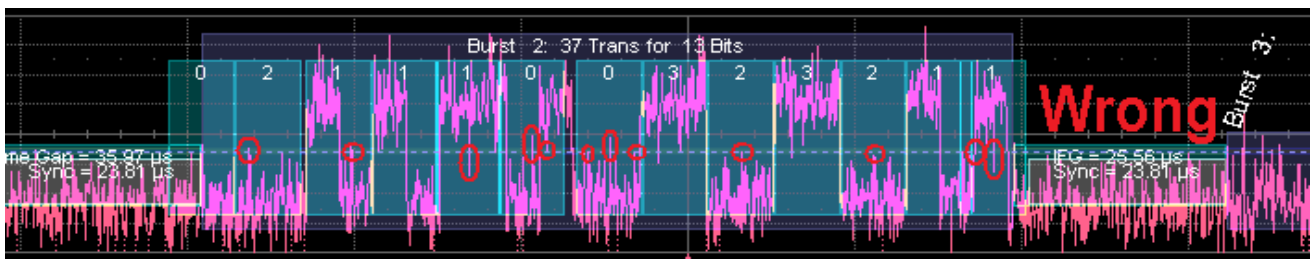 Burst 2: 37 Trans for 13 Bits
0 2 1 1 1 0 0 3 2 3 2 1 1
Wrong
Burst 3:
me Gap = 35.97 µs
Sync = 23.81 µs
IFG = 25.56 µs
Sync = 23.81 µs